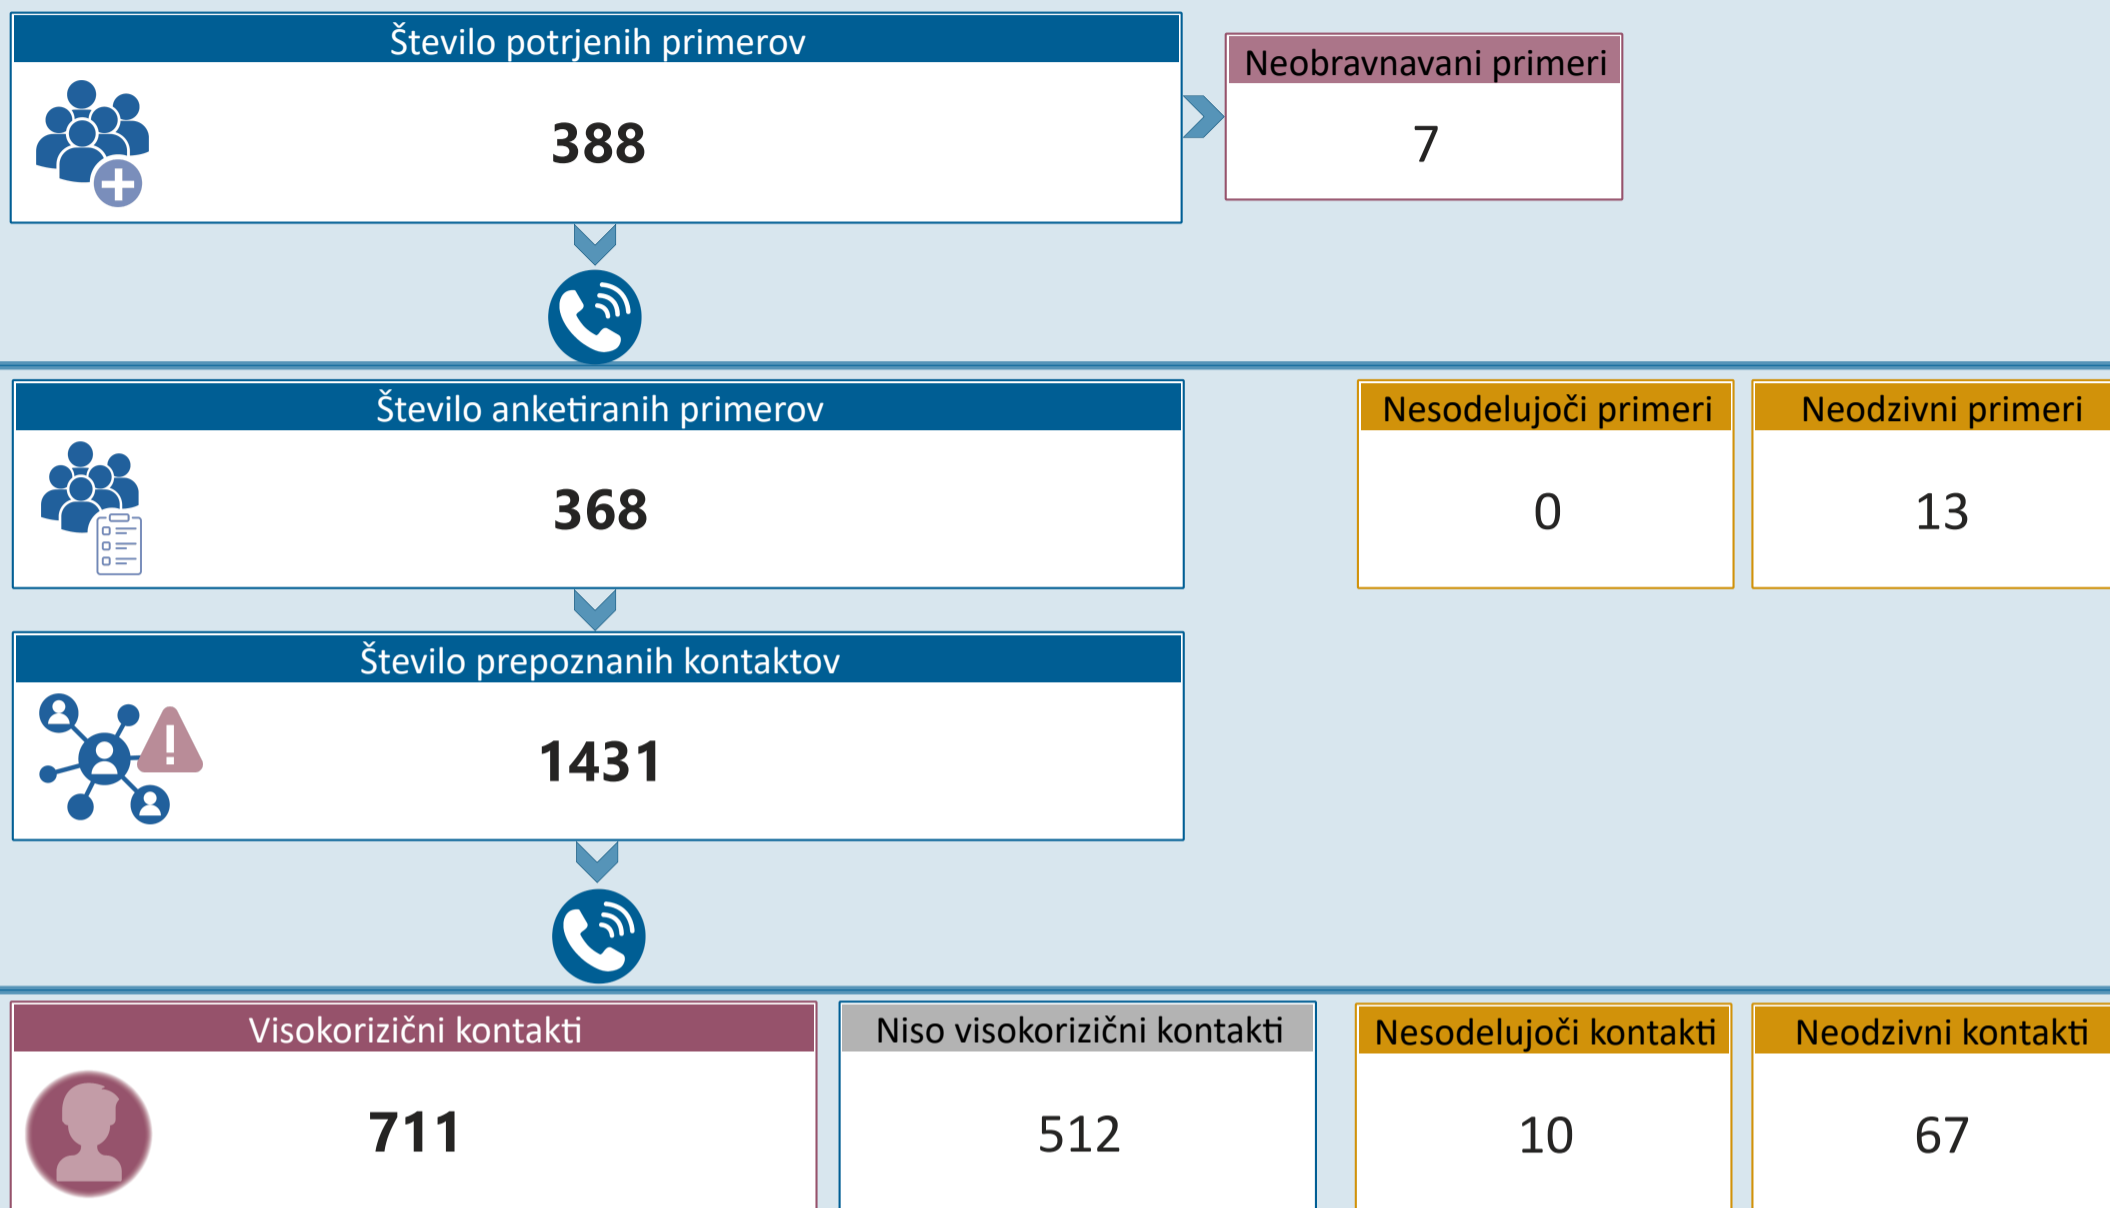 Število potrjenih primerov
388
Neobravnavani primeri
7
Število anketiranih primerov
368
Nesodelujoči primeri
0
Neodzivni primeri
13
Število prepoznanih kontaktov
1431
Visokorizični kontakti
711
Niso visokorizični kontakti
512
Nesodelujoči kontakti
10
Neodzivni kontakti
67